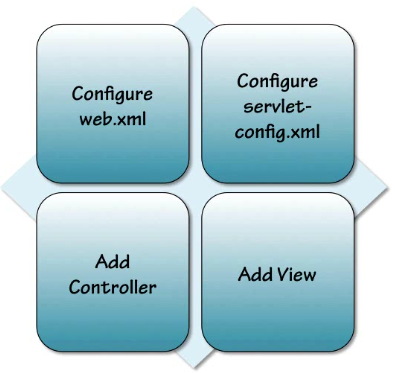 Configure
web.xml
Configure
servlet-
config.xml
Add
Controller
Add View